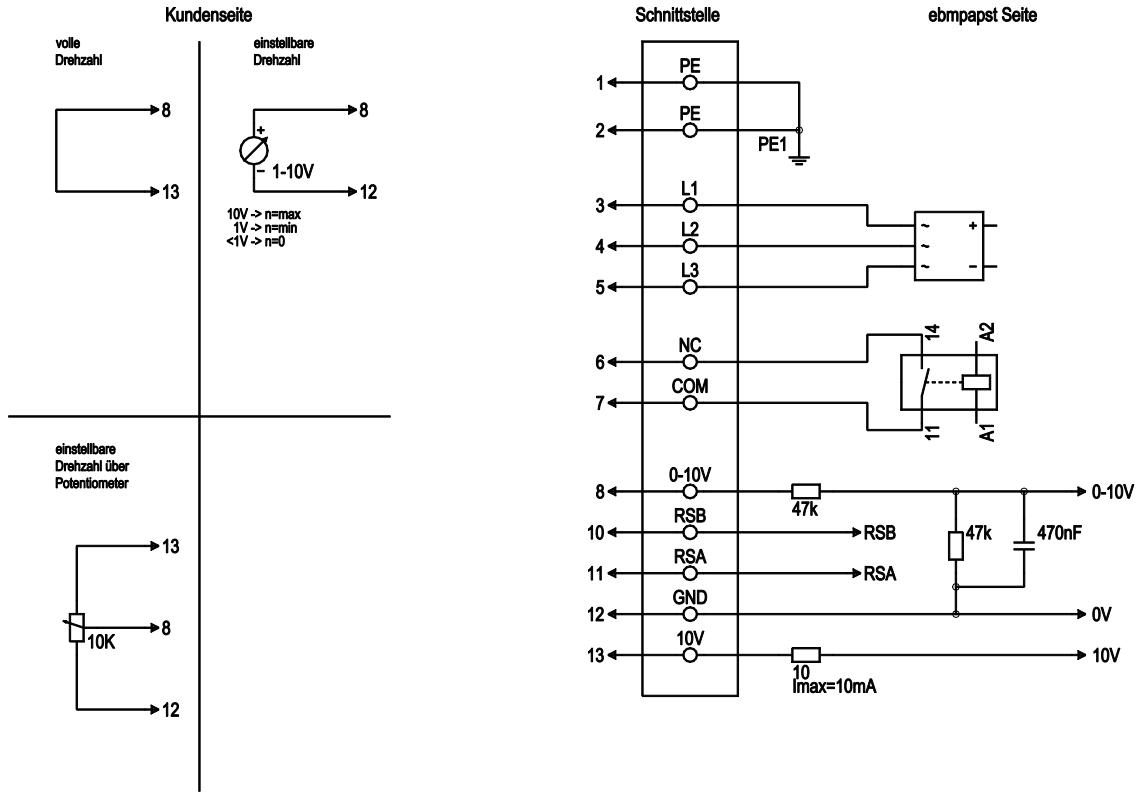 Kundenseite
volle
Drehzahl
8
13
einstellbare
Drehzahl
8
+
- 1-10V
12
10V -> n=max
1V -> n=min
<1V -> n=0
einstellbare
Drehzahl über
Potentiometer
13
8
10K
12
Schnittstelle
ebmpapst Seite
1 PE
2 PE
PE1
3 L1
4 L2
5 L3
~ +
~
~ -
6 NC
7 COM
14
A2
11
A1
8 0-10V
47k
0-10V
10 RSB
RSB
47k
470nF
11 RSA
RSA
12 GND
0V
13 10V
10
Imax=10mA
10V